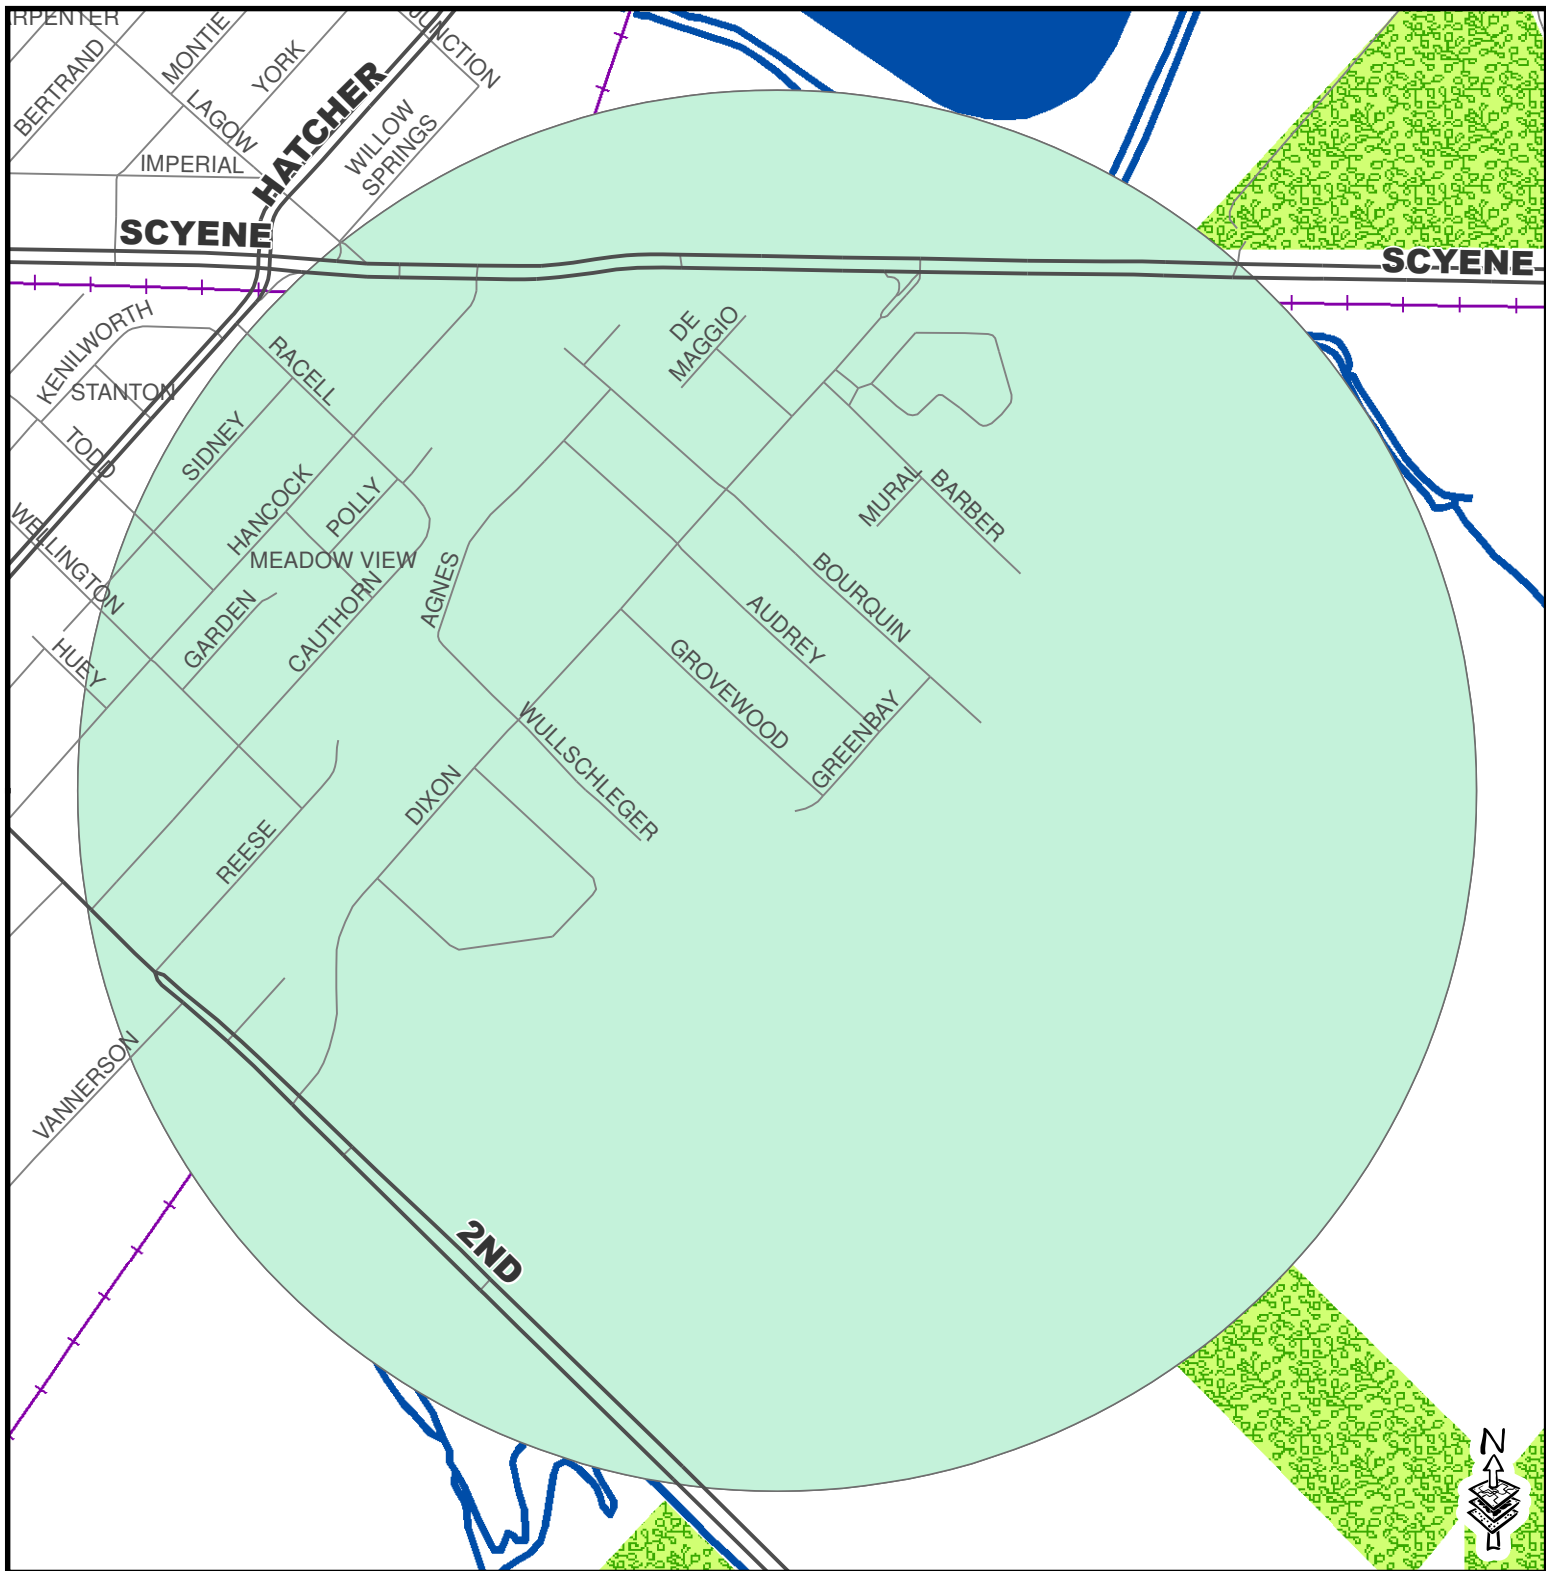 RPENTER
BERTRAND
MONTIE
YORK
LAGOW
HATCHER
JUNCTION
WILLOW
SPRINGS
IMPERIAL
SCYENE
SCYENE
KENILWORTH
STANTON
RACELL
DE
MAGGIO
TODD
SIDNEY
HANCOCK
POLLY
MURAL
BARBER
WELLINGTON
MEADOW VIEW
AGNES
BOURQUIN
GARDEN
CAUTHORN
AUDREY
HUEY
GROVEWOOD
GREENBAY
WULLSCHLEGER
DIXON
REESE
VANNERSON
2ND
N